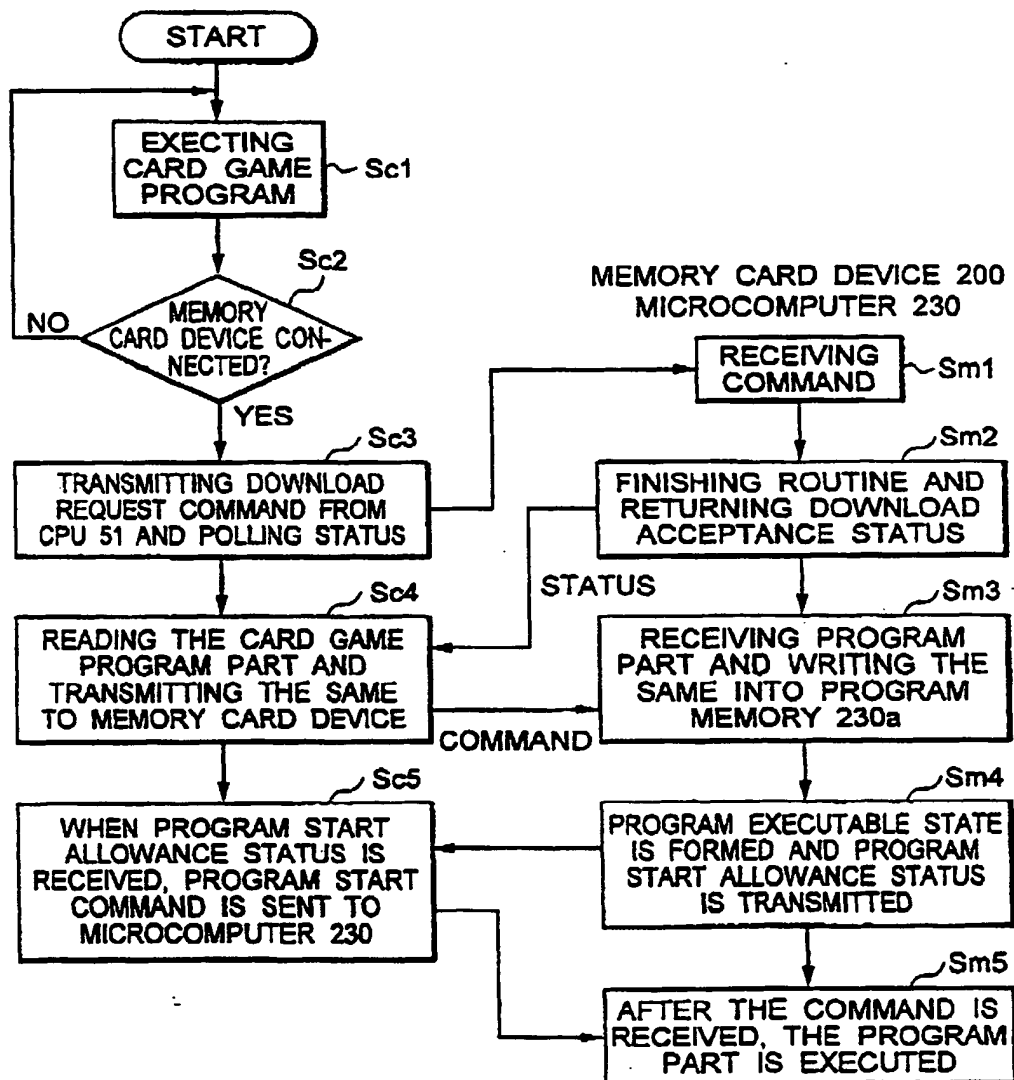 START
EXECTING
CARD GAME
PROGRAM
Sc1
Sc2
MEMORY
CARD DEVICE CON-
NECTED?
NO
YES
MEMORY CARD DEVICE 200
MICROCOMPUTER 230
RECEIVING
COMMAND
Sm1
Sc3
TRANSMITTING DOWNLOAD
REQUEST COMMAND FROM
CPU 51 AND POLLING STATUS
Sm2
FINISHING ROUTINE AND
RETURNING DOWNLOAD
ACCEPTANCE STATUS
STATUS
Sc4
READING THE CARD GAME
PROGRAM PART AND
TRANSMITTING THE SAME
TO MEMORY CARD DEVICE
COMMAND
Sm3
RECEIVING PROGRAM
PART AND WRITING THE
SAME INTO PROGRAM
MEMORY 230a
Sc5
WHEN PROGRAM START
ALLOWANCE STATUS IS
RECEIVED, PROGRAM START
COMMAND IS SENT TO
MICROCOMPUTER 230
Sm4
PROGRAM EXECUTABLE STATE
IS FORMED AND PROGRAM
START ALLOWANCE STATUS
IS TRANSMITTED
Sm5
AFTER THE COMMAND IS
RECEIVED, THE PROGRAM
PART IS EXECUTED